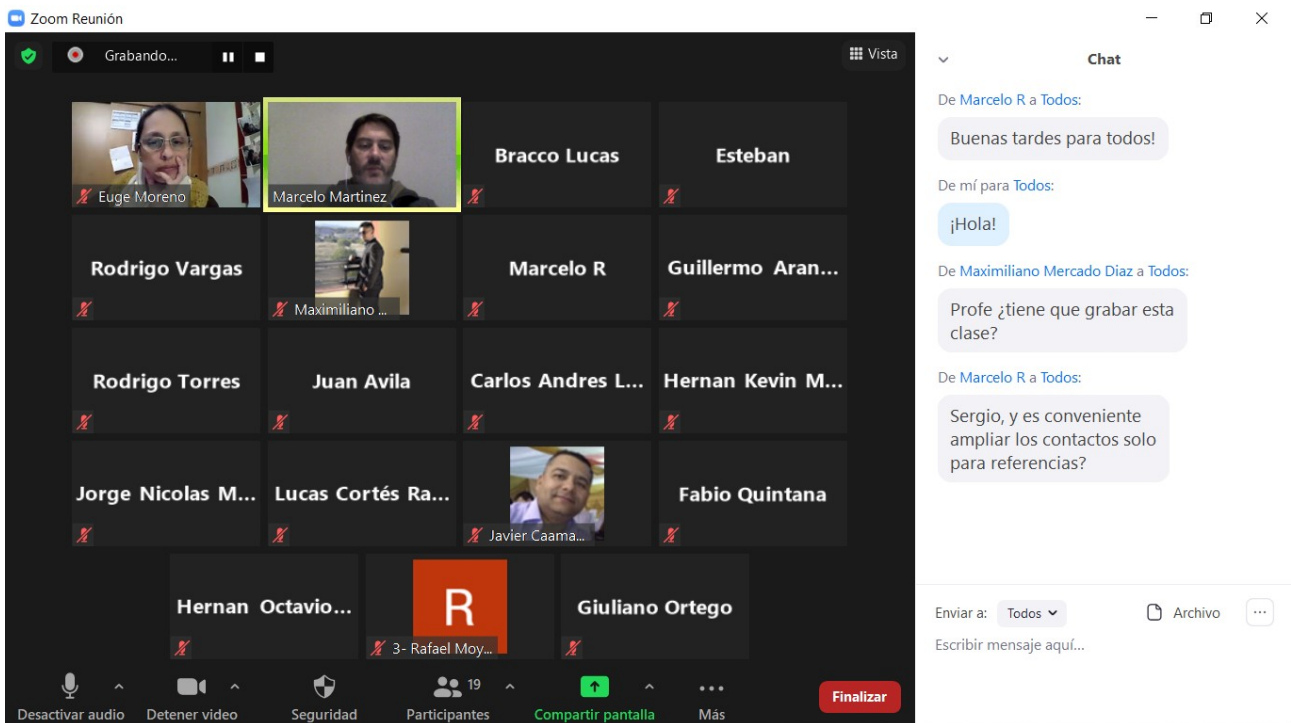 Zoom Reunión
Grabando...
Vista
Euge Moreno
Marcelo Martinez
Bracco Lucas
Esteban
Rodrigo Vargas
Maximiliano ...
Marcelo R
Guillermo Aran...
Rodrigo Torres
Juan Avila
Carlos Andres L...
Hernan Kevin M...
Jorge Nicolas M...
Lucas Cortés Ra...
Javier Caama...
Fabio Quintana
Hernan Octavio...
R
3- Rafael Moy...
Giuliano Ortego
Desactivar audio
Detener video
Seguridad
19
Participantes
Compartir pantalla
Más
Finalizar
Chat
De Marcelo R a Todos:
Buenas tardes para todos!
De mí para Todos:
¡Hola!
De Maximiliano Mercado Diaz a Todos:
Profe ¿tiene que grabar esta
clase?
De Marcelo R a Todos:
Sergio, y es conveniente
ampliar los contactos solo
para referencias?
Enviar a: Todos
Archivo
Escribir mensaje aquí...